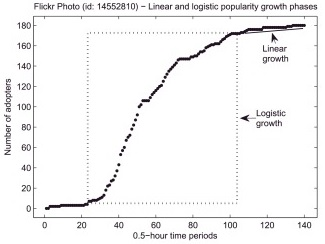 Flickr Photo (id: 14552810) − Linear and logistic popularity growth phases
200
180
160
140
120
100
80
60
40
20
0
Number of adopters
Linear
growth
Logistic
growth
0
20
40
60
80
100
120
140
0.5−hour time periods